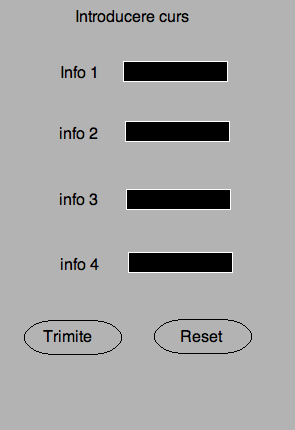 Introducere curs
Info 1
info 2
info 3
info 4
Trimite
Reset